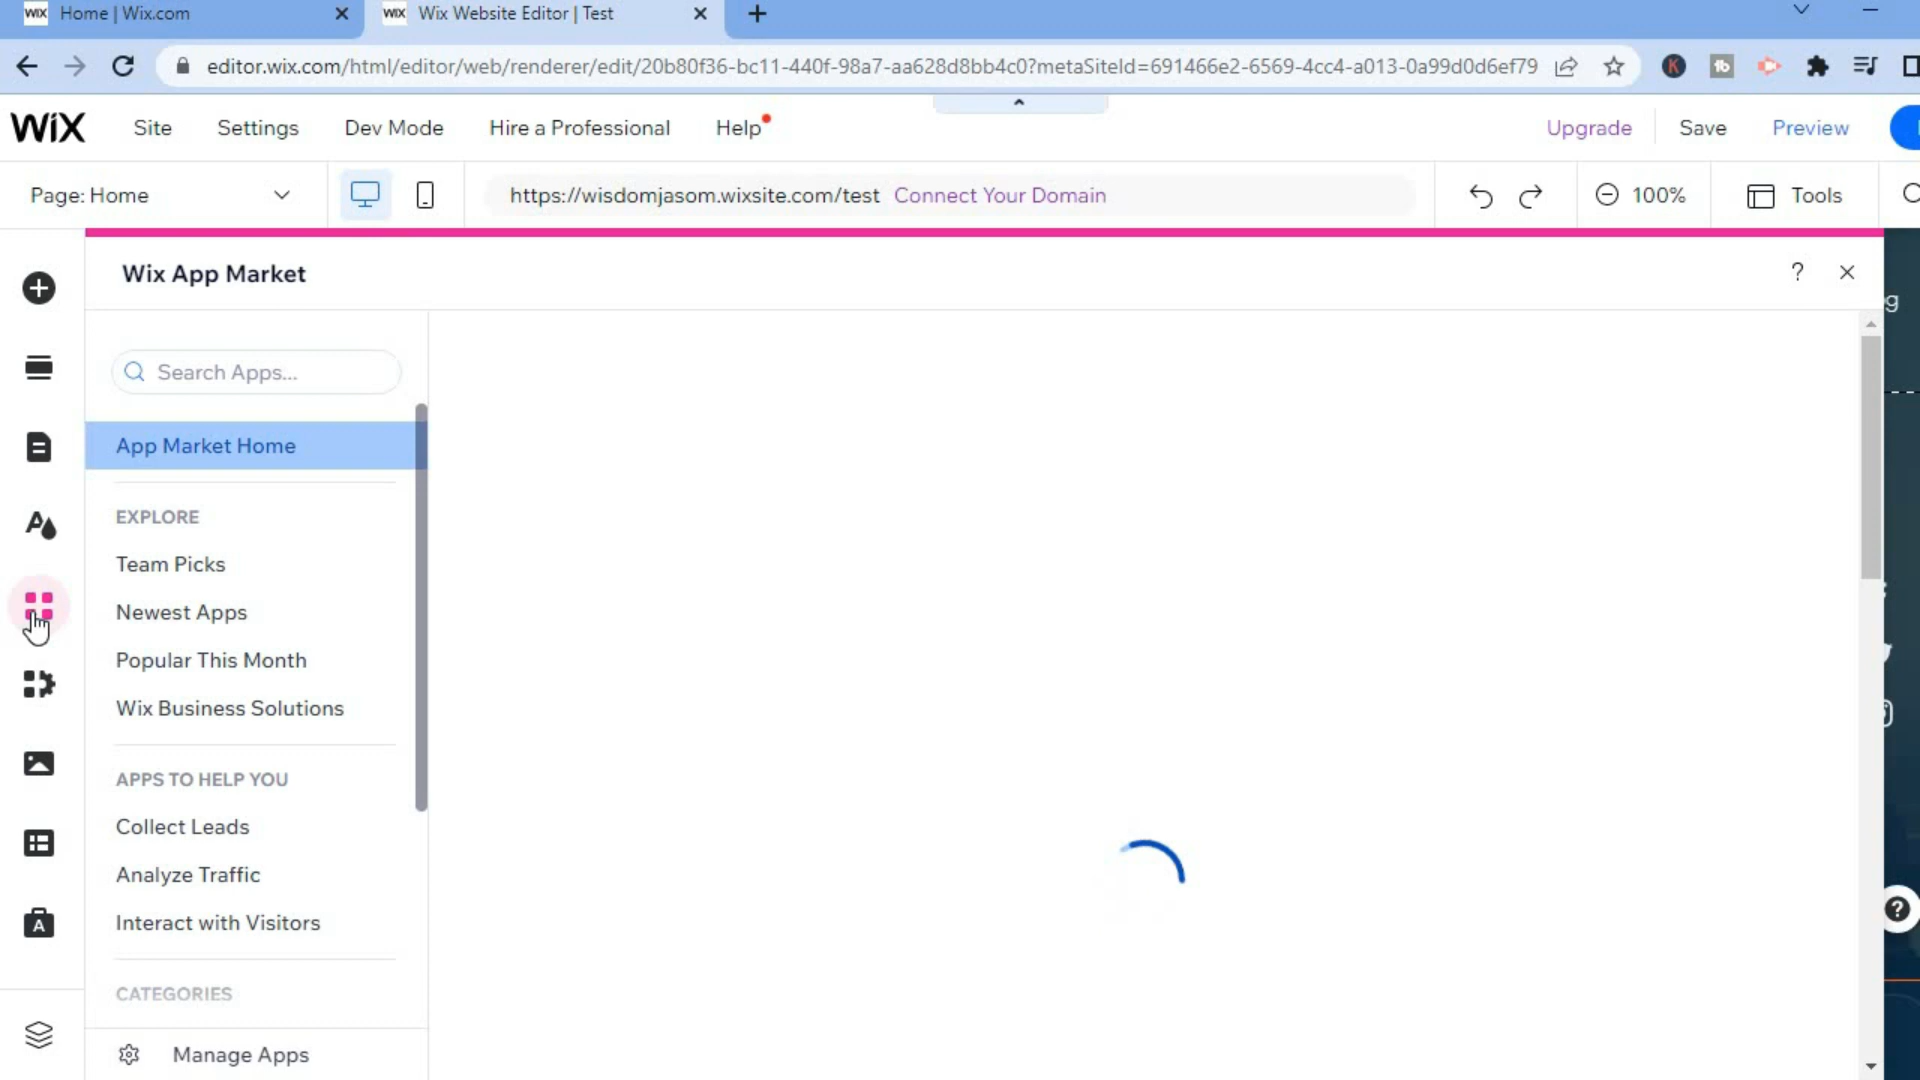 WIX Home | Wix.com
WIX Wix Website Editor | Test
editor.wix.com/html/editor/web/renderer/edit/20b80f36-bc11-440f-98a7-aa628d8bb4c0?metaSiteId=691466e2-6569-4cc4-a013-0a99d0d6ef79
K
tb
WiX Site Settings Dev Mode Hire a Professional Help Upgrade Save Preview
Page: Home https://wisdomjasom.wixsite.com/test Connect Your Domain 100% Tools
Wix App Market ?
g
Search Apps...
App Market Home
EXPLORE
Team Picks
Newest Apps
Popular This Month
Wix Business Solutions
APPS TO HELP YOU
Collect Leads
Analyze Traffic
Interact with Visitors
?
A
CATEGORIES
Manage Apps